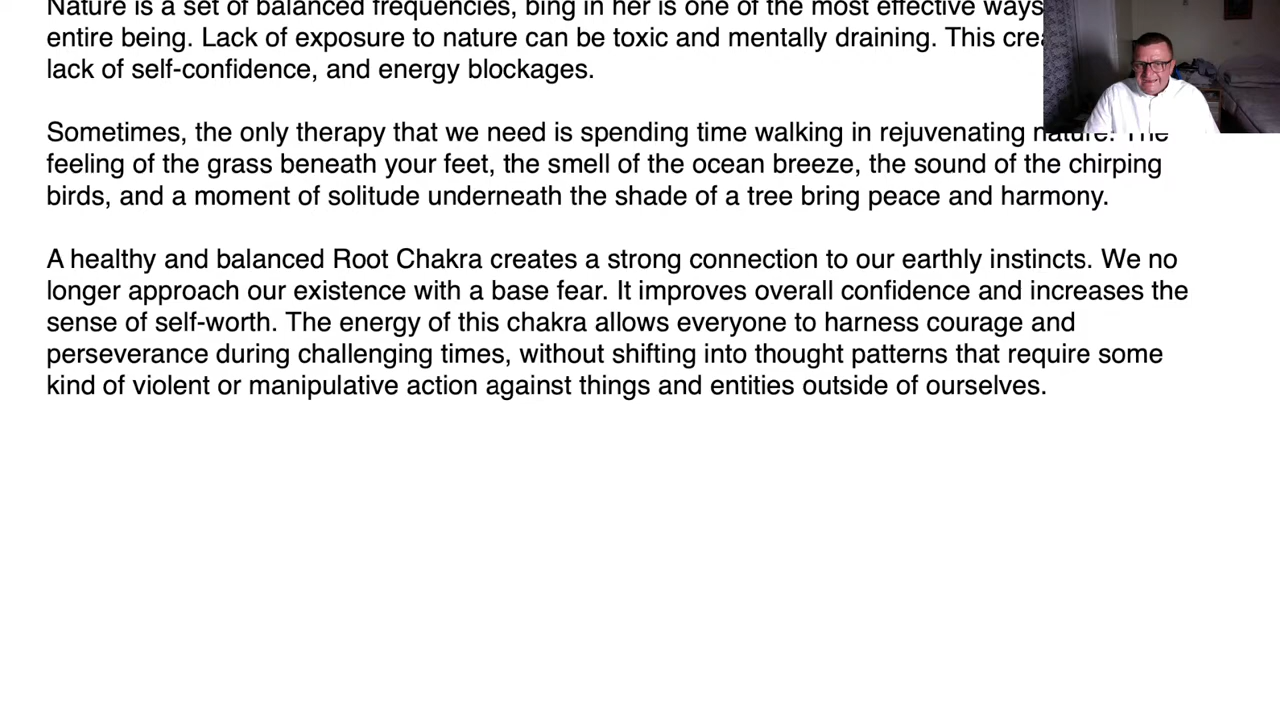 Nature is a set of balanced frequencies, bing in her is one of the most effective ways
entire being. Lack of exposure to nature can be toxic and mentally draining. This
lack of self-confidence, and energy blockages.
Sometimes, the only therapy that we need is spending time walking in rejuvenating nature. The
feeling of the grass beneath your feet, the smell of the ocean breeze, the sound of the chirping
birds, and a moment of solitude underneath the shade of a tree bring peace and harmony.
A healthy and balanced Root Chakra creates a strong connection to our earthly instincts. We no
longer approach our existence with a base fear. It improves overall confidence and increases the
sense of self-worth. The energy of this chakra allows everyone to harness courage and
perseverance during challenging times, without shifting into thought patterns that require some
kind of violent or manipulative action against things and entities outside of ourselves.